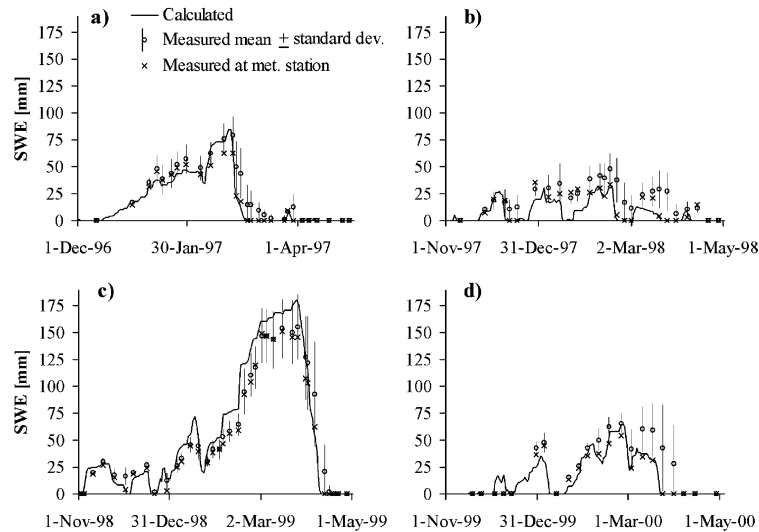 a)
Calculated
Measured mean ± standard dev.
Measured at met. station
b)
SWE [mm]
175
150
125
100
75
50
25
0
1-Dec-96
30-Jan-97
1-Apr-97
175
150
125
100
75
50
25
0
1-Nov-97
31-Dec-97
2-Mar-98
1-May-98
c)
d)
SWE [mm]
175
150
125
100
75
50
25
0
1-Nov-98
31-Dec-98
2-Mar-99
1-May-99
175
150
125
100
75
50
25
0
1-Nov-99
31-Dec-99
1-Mar-00
1-May-00